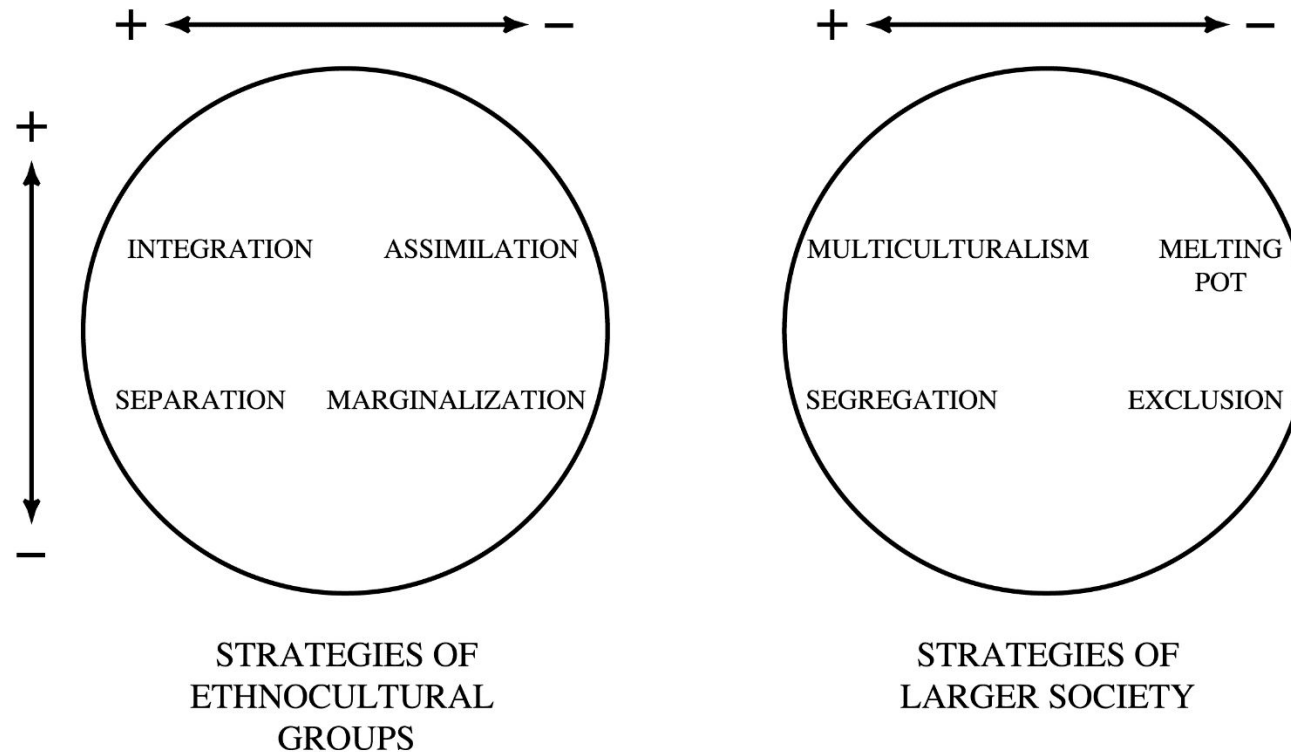 + − + −
+
INTEGRATION ASSIMILATION MULTICULTURALISM MELTING
POT
SEPARATION MARGINALIZATION SEGREGATION EXCLUSION
−
STRATEGIES OF
ETHNOCULTURAL
GROUPS
STRATEGIES OF
LARGER SOCIETY